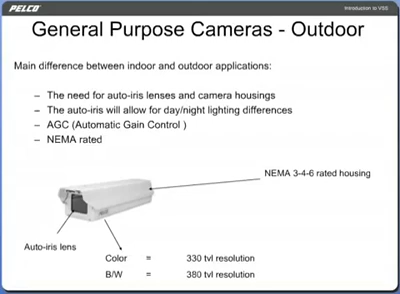 PELCO
Introduction to VSS
General Purpose Cameras - Outdoor
Main difference between indoor and outdoor applications:
– The need for auto-iris lenses and camera housings
– The auto-iris will allow for day/night lighting differences
– AGC (Automatic Gain Control )
– NEMA rated
NEMA 3-4-6 rated housing
Auto-iris lens
Color = 330 tvl resolution
B/W = 380 tvl resolution